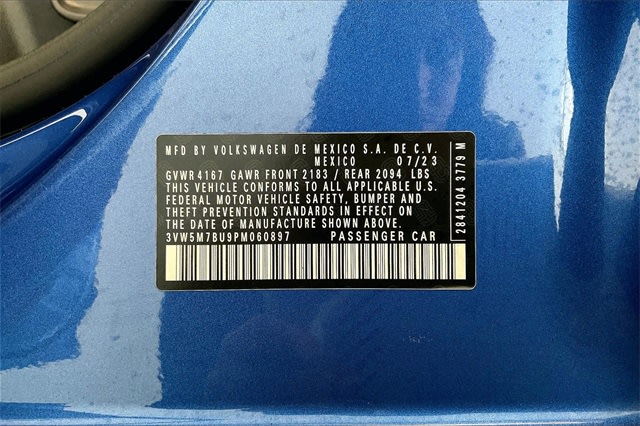 MFD BY VOLKSWAGEN DE MEXICO S.A. DE C.V.
MEXICO 07/23
GVWR 4167 GAWR FRONT 2183 / REAR 2094 LBS
THIS VEHICLE CONFORMS TO ALL APPLICABLE U.S.
FEDERAL MOTOR VEHICLE SAFETY, BUMPER AND
THEFT PREVENTION STANDARDS IN EFFECT ON THE
DATE OF MANUFACTURE SHOWN ABOVE.
3VW5M7BU9PM060897 PASSENGER CAR
2841204 3779 M